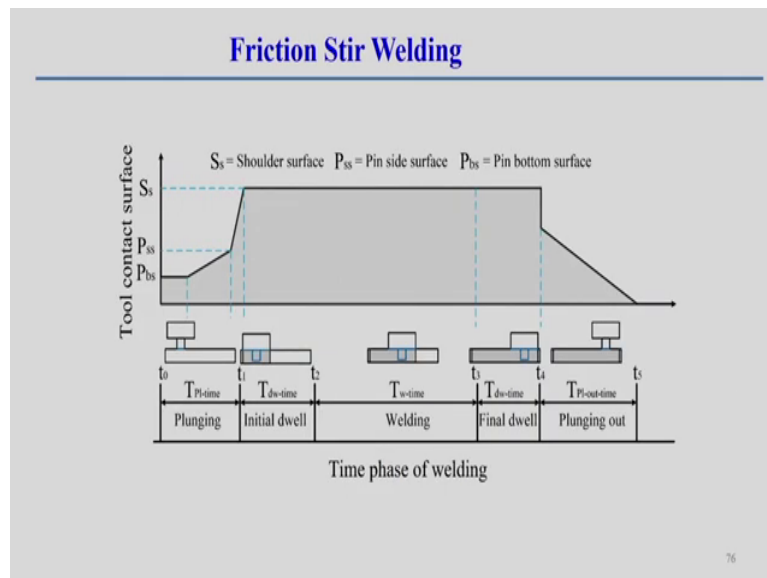 Friction Stir Welding
Ss = Shoulder surface Pss = Pin side surface Pbs = Pin bottom surface
Tool contact surface
Ss
Pss
Pbs
t0 t1 t2 t3 t4 t5
TPl-time Tdw-time Tw-time Tdw-time TPl-out-time
Plunging Initial dwell Welding Final dwell Plunging out
Time phase of welding
76